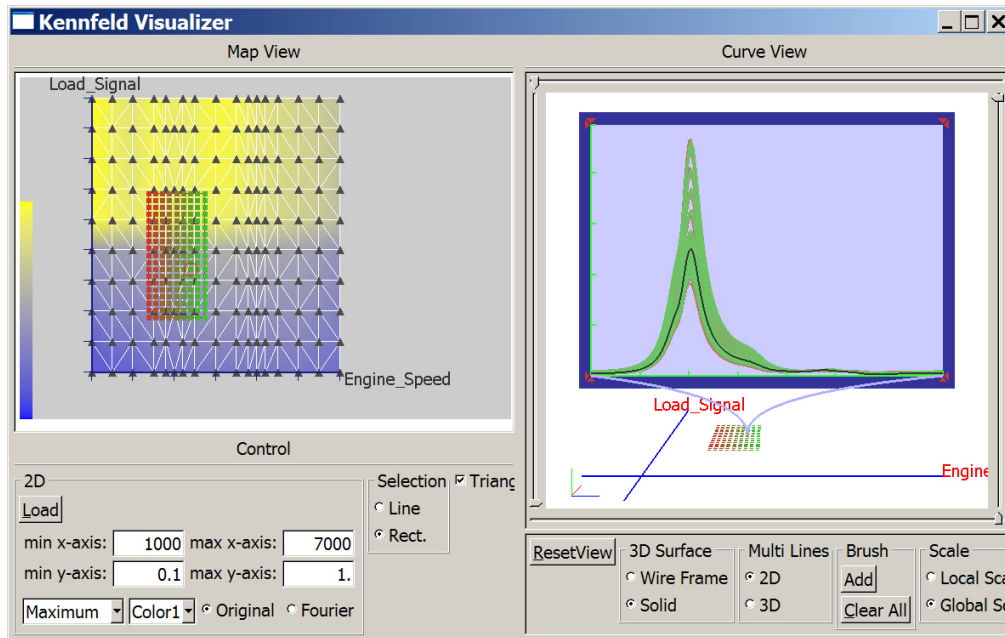 Kennfeld Visualizer
Map View
Curve View
Load_Signal
Engine_Speed
Load_Signal
Engine
Control
2D
Load
min x-axis: 1000 max x-axis: 7000
min y-axis: 0.1 max y-axis: 1.
Maximum Color1 Original Fourier
Selection
Line
Rect.
Triang
ResetView
3D Surface
Wire Frame
Solid
Multi Lines
2D
3D
Brush
Add
Clear All
Scale
Local Sca
Global Sc